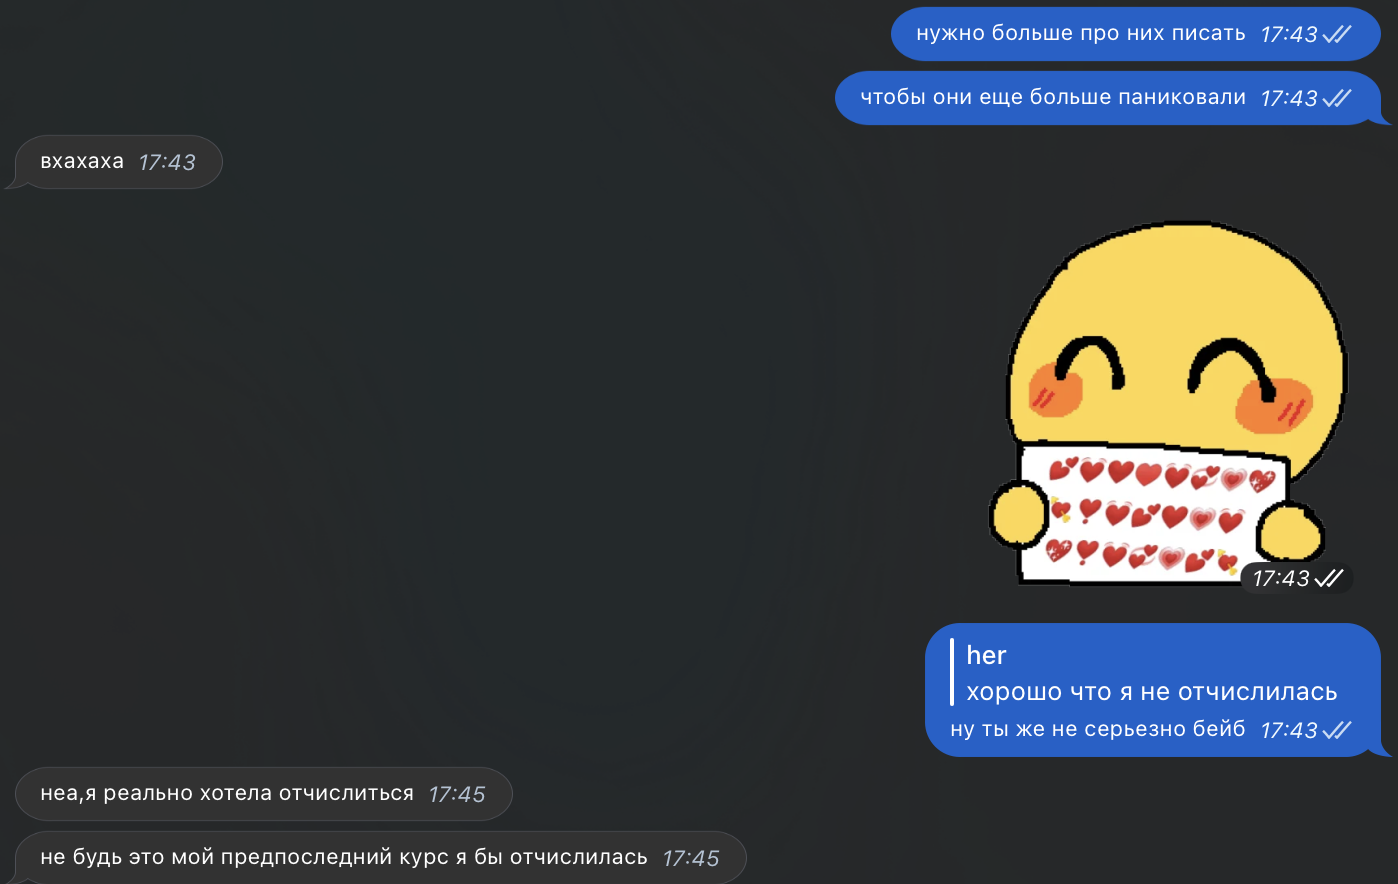 нужно больше про них писать 17:43
чтобы они еще больше паниковали 17:43
вхахаха 17:43
17:43
her
хорошо что я не отчислилась
ну ты же не серьезно бейб 17:43
неа,я реально хотела отчислиться 17:45
не будь это мой предпоследний курс я бы отчислилась 17:45